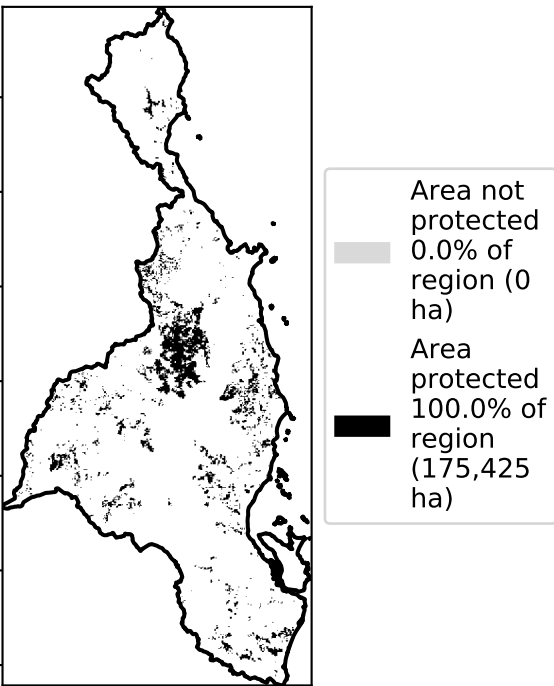 Area not
protected
0.0% of
region (0
ha)
Area
protected
100.0% of
region
(175,425
ha)